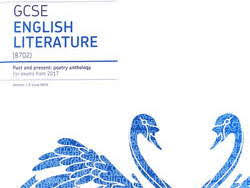 GCSE
ENGLISH
LITERATURE
(8702)
Past and present: poetry anthology
For exams from 2017